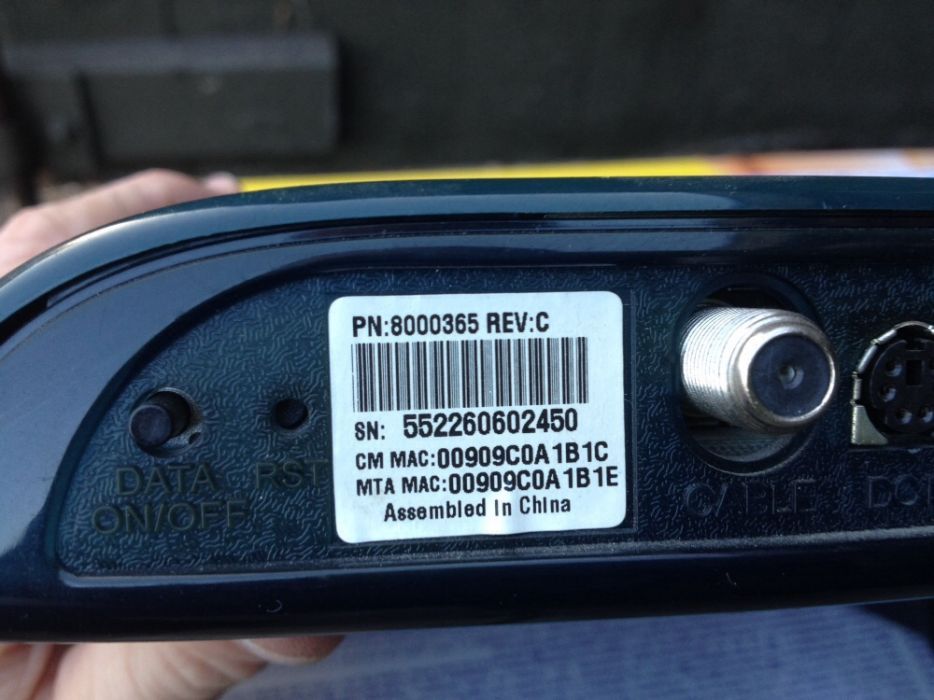 PN:8000365 REV:C
SN: 552260602450
CM MAC:00909C0A1B1C
MTA MAC:00909C0A1B1E
Assembled in China
DATA RST
ON/OFF
CABLE